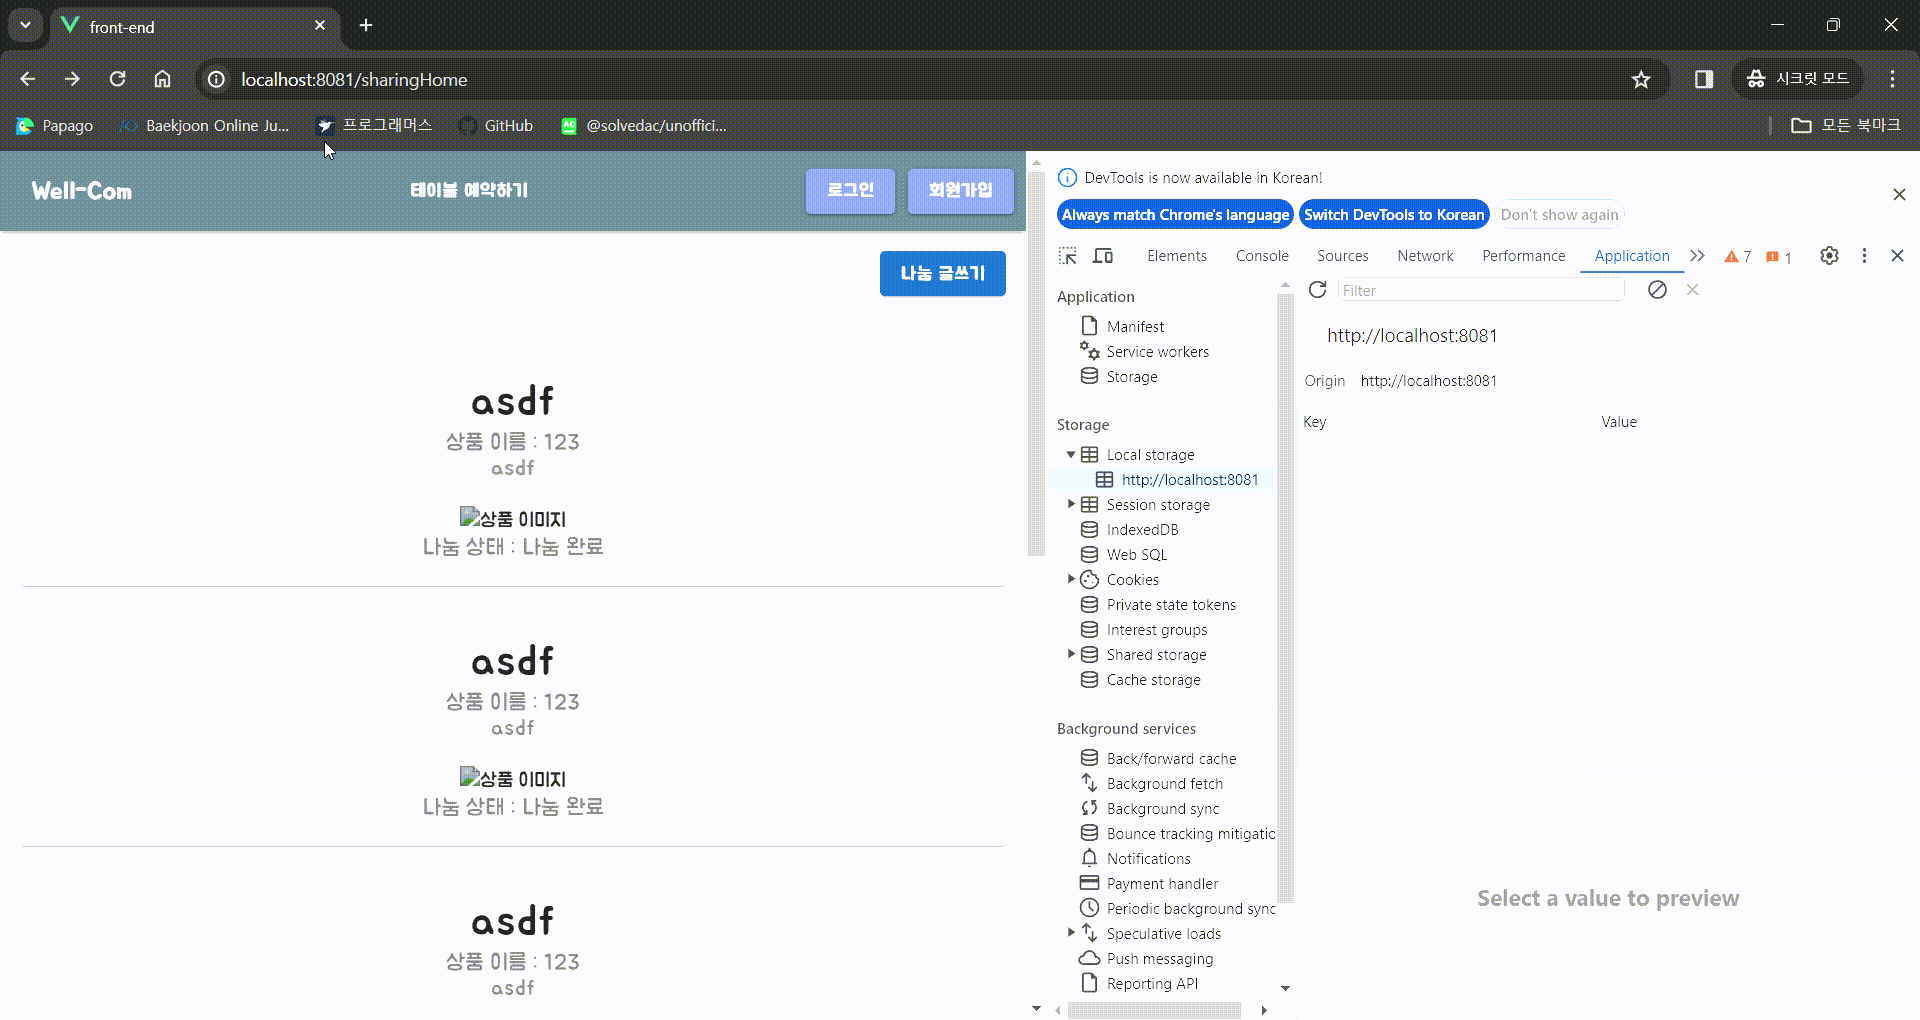 front-end
localhost:8081/sharingHome
시크릿 모드
Papago
Baekjoon Online Ju...
프로그래머스
GitHub
@solvedac/unoffici...
모든 북마크
Well-Com
테이블 예약하기
로그인
회원가입
나눔 글쓰기
asdf
상품 이름 : 123
asdf
상품 이미지
나눔 상태 : 나눔 완료
asdf
상품 이름 : 123
asdf
상품 이미지
나눔 상태 : 나눔 완료
asdf
상품 이름 : 123
asdf
DevTools is now available in Korean!
Always match Chrome's language
Switch DevTools to Korean
Don't show again
Elements
Console
Sources
Network
Performance
Application
7
1
Application
Manifest
Service workers
Storage
Storage
Local storage
http://localhost:8081
Session storage
IndexedDB
Web SQL
Cookies
Private state tokens
Interest groups
Shared storage
Cache storage
Background services
Back/forward cache
Background fetch
Background sync
Bounce tracking mitigatio
Notifications
Payment handler
Periodic background sync
Speculative loads
Push messaging
Reporting API
Filter
http://localhost:8081
Origin http://localhost:8081
Key Value
Select a value to preview